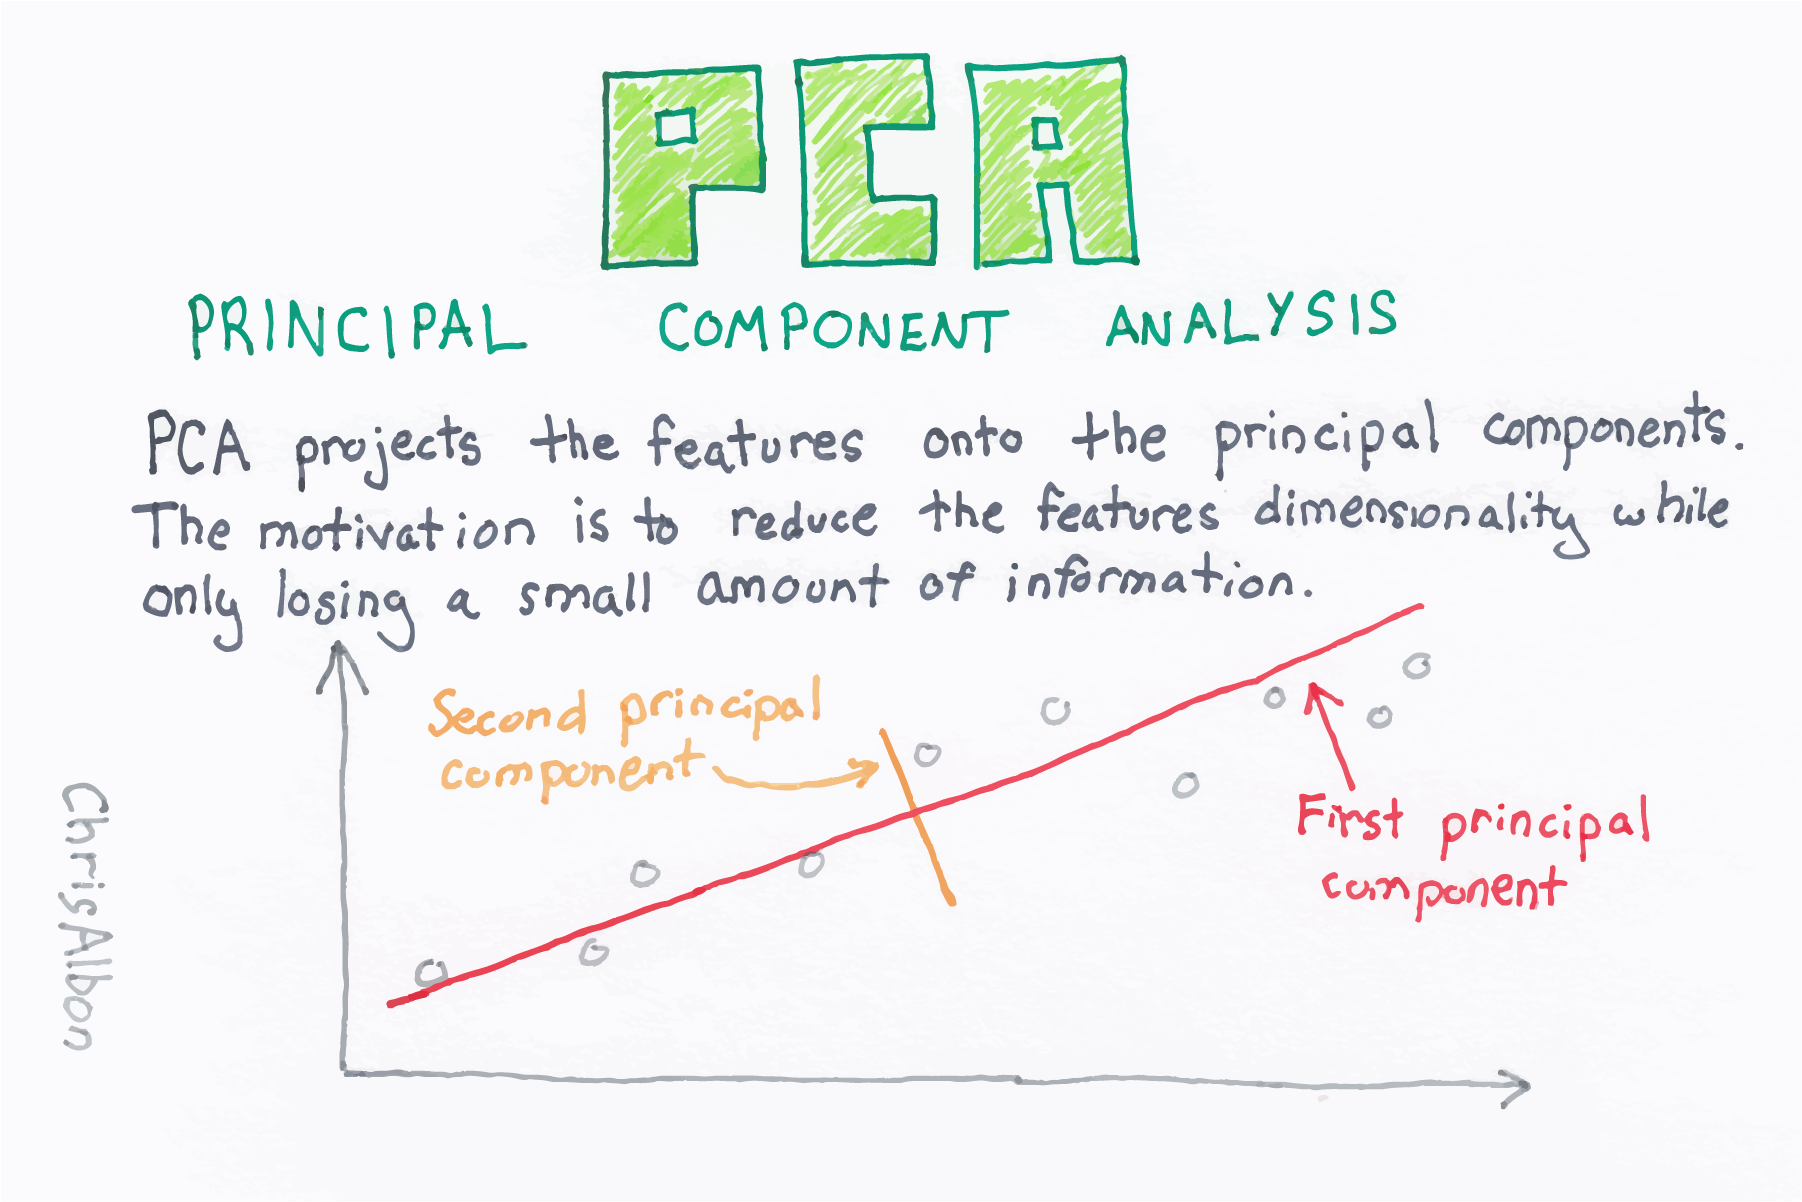 PCA
PRINCIPAL COMPONENT ANALYSIS
PCA projects the features onto the principal components.
The motivation is to reduce the features dimensionality while
only losing a small amount of information.
Second principal
component
First principal
component
ChrisAlbon